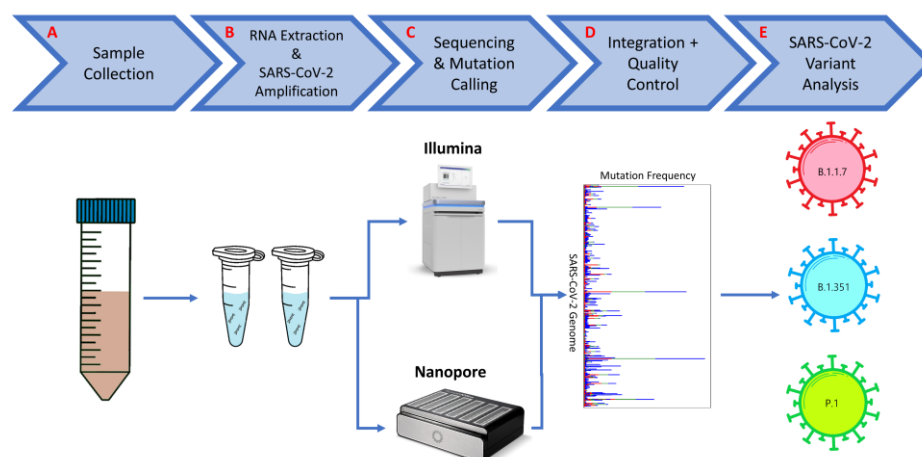 A
Sample
Collection
B
RNA Extraction
&
SARS-CoV-2
Amplification
C
Sequencing
& Mutation
Calling
D
Integration +
Quality
Control
E
SARS-CoV-2
Variant
Analysis
Illumina
Nanopore
Mutation Frequency
SARS-CoV-2 Genome
B.1.1.7
B.1.351
P.1